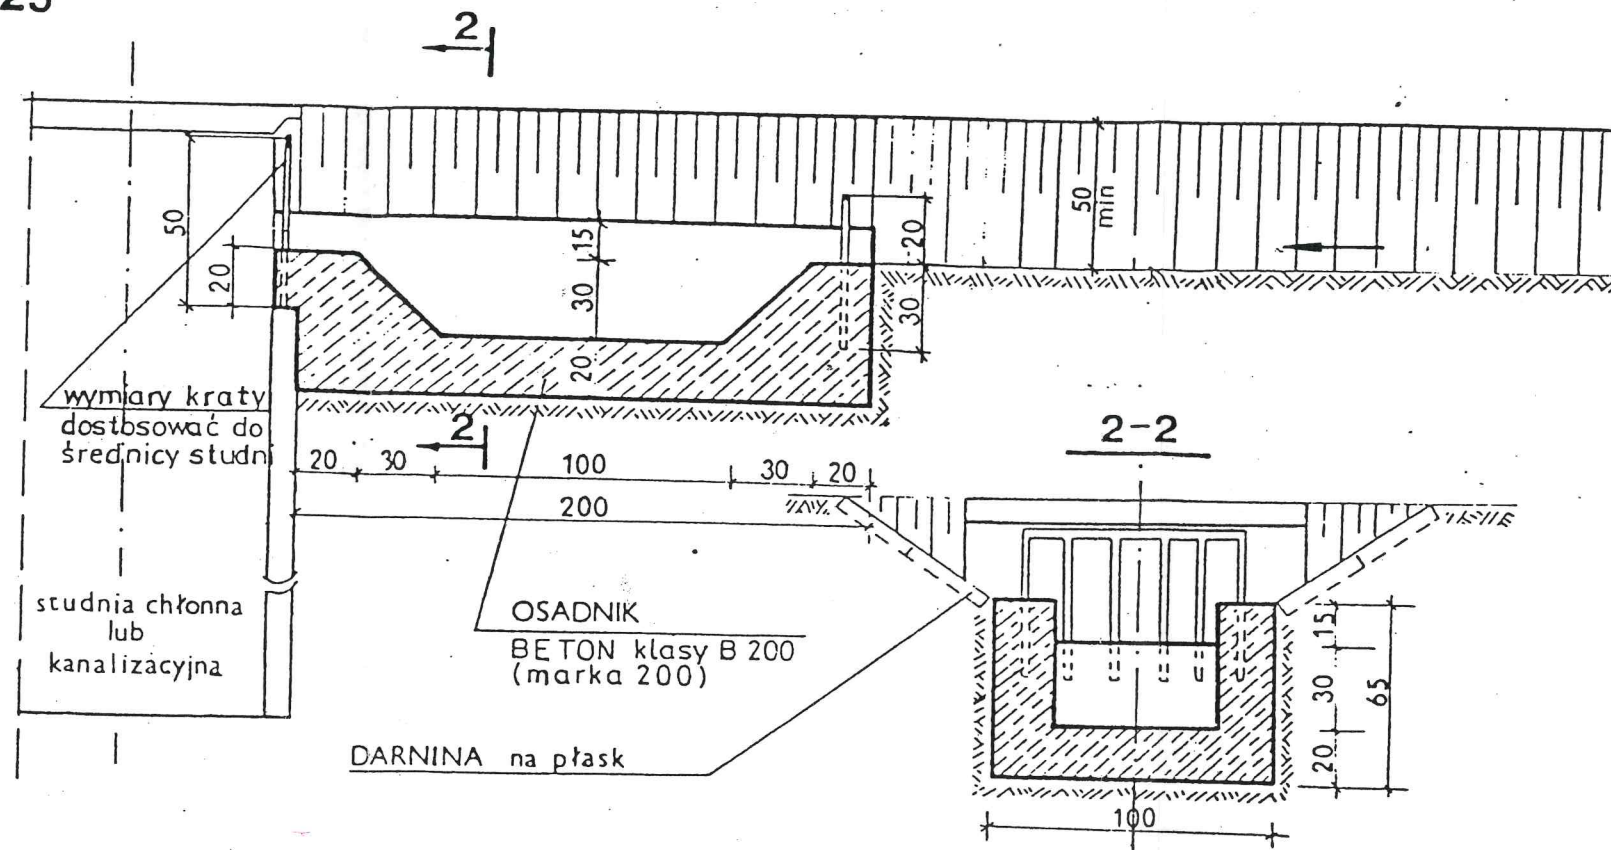 25
2
50
20
15
30
20
20
30
50
min
wymiary kraty
dostosować do
średnicy studni
2
20 30 100 30 20
200
2-2
studnia chłonna
lub
kanalizacyjna
OSADNIK
BETON klasy B 200
(marka 200)
DARNINA na płask
15
30
20
65
100